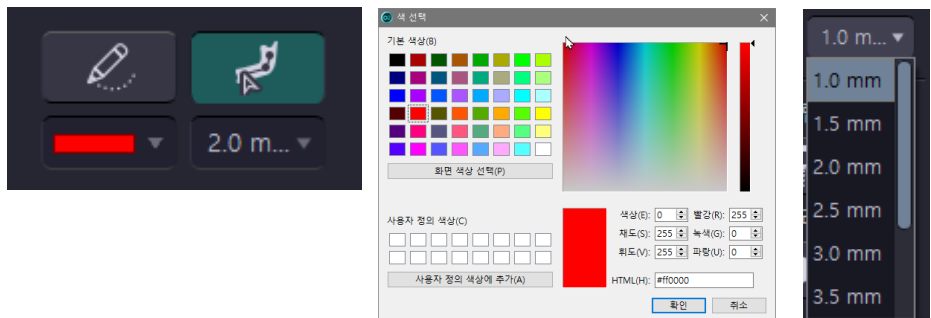 2.0 m...
색 선택
기본 색상(B)
화면 색상 선택(P)
사용자 정의 색상(C)
사용자 정의 색상에 추가(A)
색상(E): 0 빨강(R): 255
채도(S): 255 녹색(G): 0
휘도(V): 255 파랑(U): 0
HTML(H): #ff0000
확인 취소
1.0 m...
1.0 mm
1.5 mm
2.0 mm
2.5 mm
3.0 mm
3.5 mm